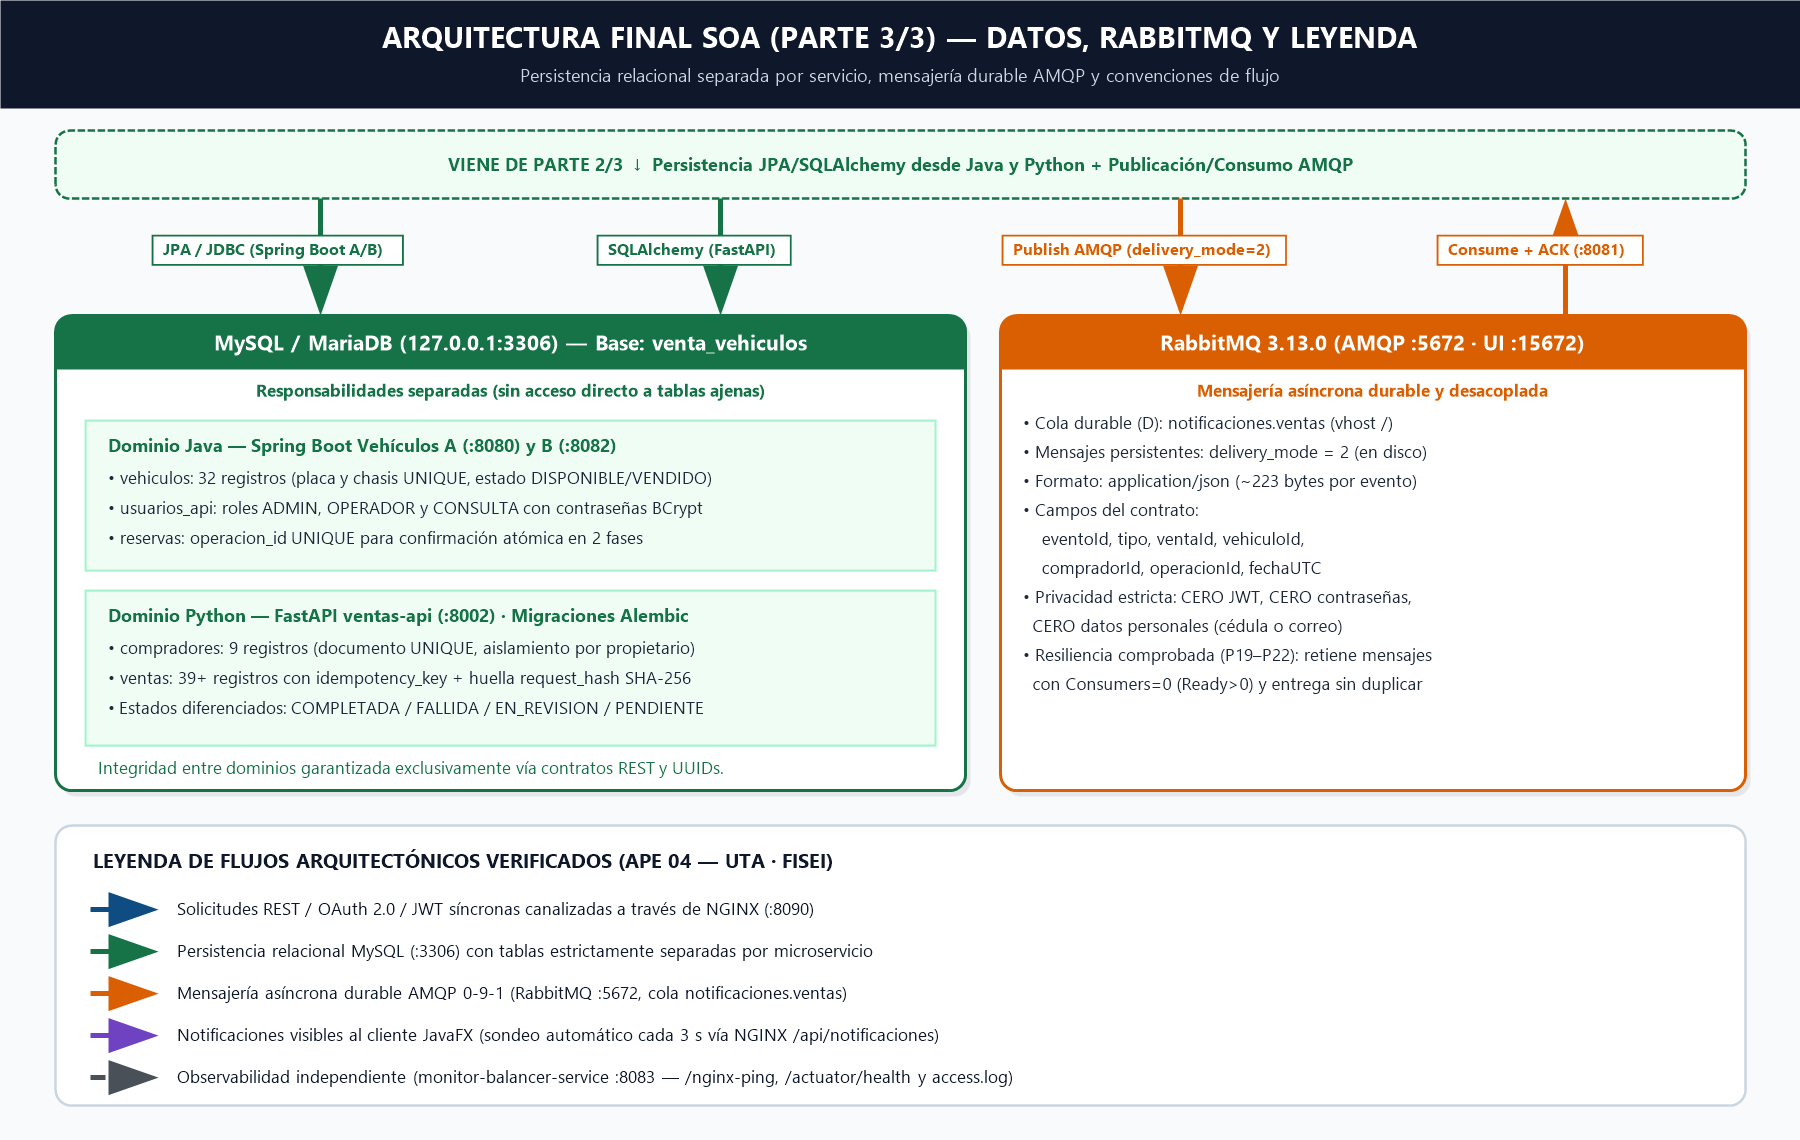 ARQUITECTURA FINAL SOA (PARTE 3/3) — DATOS, RABBITMQ Y LEYENDA
Persistencia relacional separada por servicio, mensajería durable AMQP y convenciones de flujo
VIENE DE PARTE 2/3 ↓ Persistencia JPA/SQLAlchemy desde Java y Python + Publicación/Consumo AMQP
JPA / JDBC (Spring Boot A/B)
SQLAlchemy (FastAPI)
Publish AMQP (delivery_mode=2)
Consume + ACK (:8081)
MySQL / MariaDB (127.0.0.1:3306) — Base: venta_vehiculos
Responsabilidades separadas (sin acceso directo a tablas ajenas)
Dominio Java — Spring Boot Vehículos A (:8080) y B (:8082)
• vehiculos: 32 registros (placa y chasis UNIQUE, estado DISPONIBLE/VENDIDO)
• usuarios_api: roles ADMIN, OPERADOR y CONSULTA con contraseñas BCrypt
• reservas: operacion_id UNIQUE para confirmación atómica en 2 fases
Dominio Python — FastAPI ventas-api (:8002) · Migraciones Alembic
• compradores: 9 registros (documento UNIQUE, aislamiento por propietario)
• ventas: 39+ registros con idempotency_key + huella request_hash SHA-256
• Estados diferenciados: COMPLETADA / FALLIDA / EN_REVISION / PENDIENTE
Integridad entre dominios garantizada exclusivamente vía contratos REST y UUIDs.
RabbitMQ 3.13.0 (AMQP :5672 · UI :15672)
Mensajería asíncrona durable y desacoplada
• Cola durable (D): notificaciones.ventas (vhost /)
• Mensajes persistentes: delivery_mode = 2 (en disco)
• Formato: application/json (~223 bytes por evento)
• Campos del contrato:
eventoId, tipo, ventaId, vehiculoId,
compradorId, operacionId, fechaUTC
• Privacidad estricta: CERO JWT, CERO contraseñas,
CERO datos personales (cédula o correo)
• Resiliencia comprobada (P19–P22): retiene mensajes
con Consumers=0 (Ready>0) y entrega sin duplicar
LEYENDA DE FLUJOS ARQUITECTÓNICOS VERIFICADOS (APE 04 — UTA · FISEI)
Solicitudes REST / OAuth 2.0 / JWT síncronas canalizadas a través de NGINX (:8090)
Persistencia relacional MySQL (:3306) con tablas estrictamente separadas por microservicio
Mensajería asíncrona durable AMQP 0-9-1 (RabbitMQ :5672, cola notificaciones.ventas)
Notificaciones visibles al cliente JavaFX (sondeo automático cada 3 s vía NGINX /api/notificaciones)
Observabilidad independiente (monitor-balancer-service :8083 — /nginx-ping, /actuator/health y access.log)